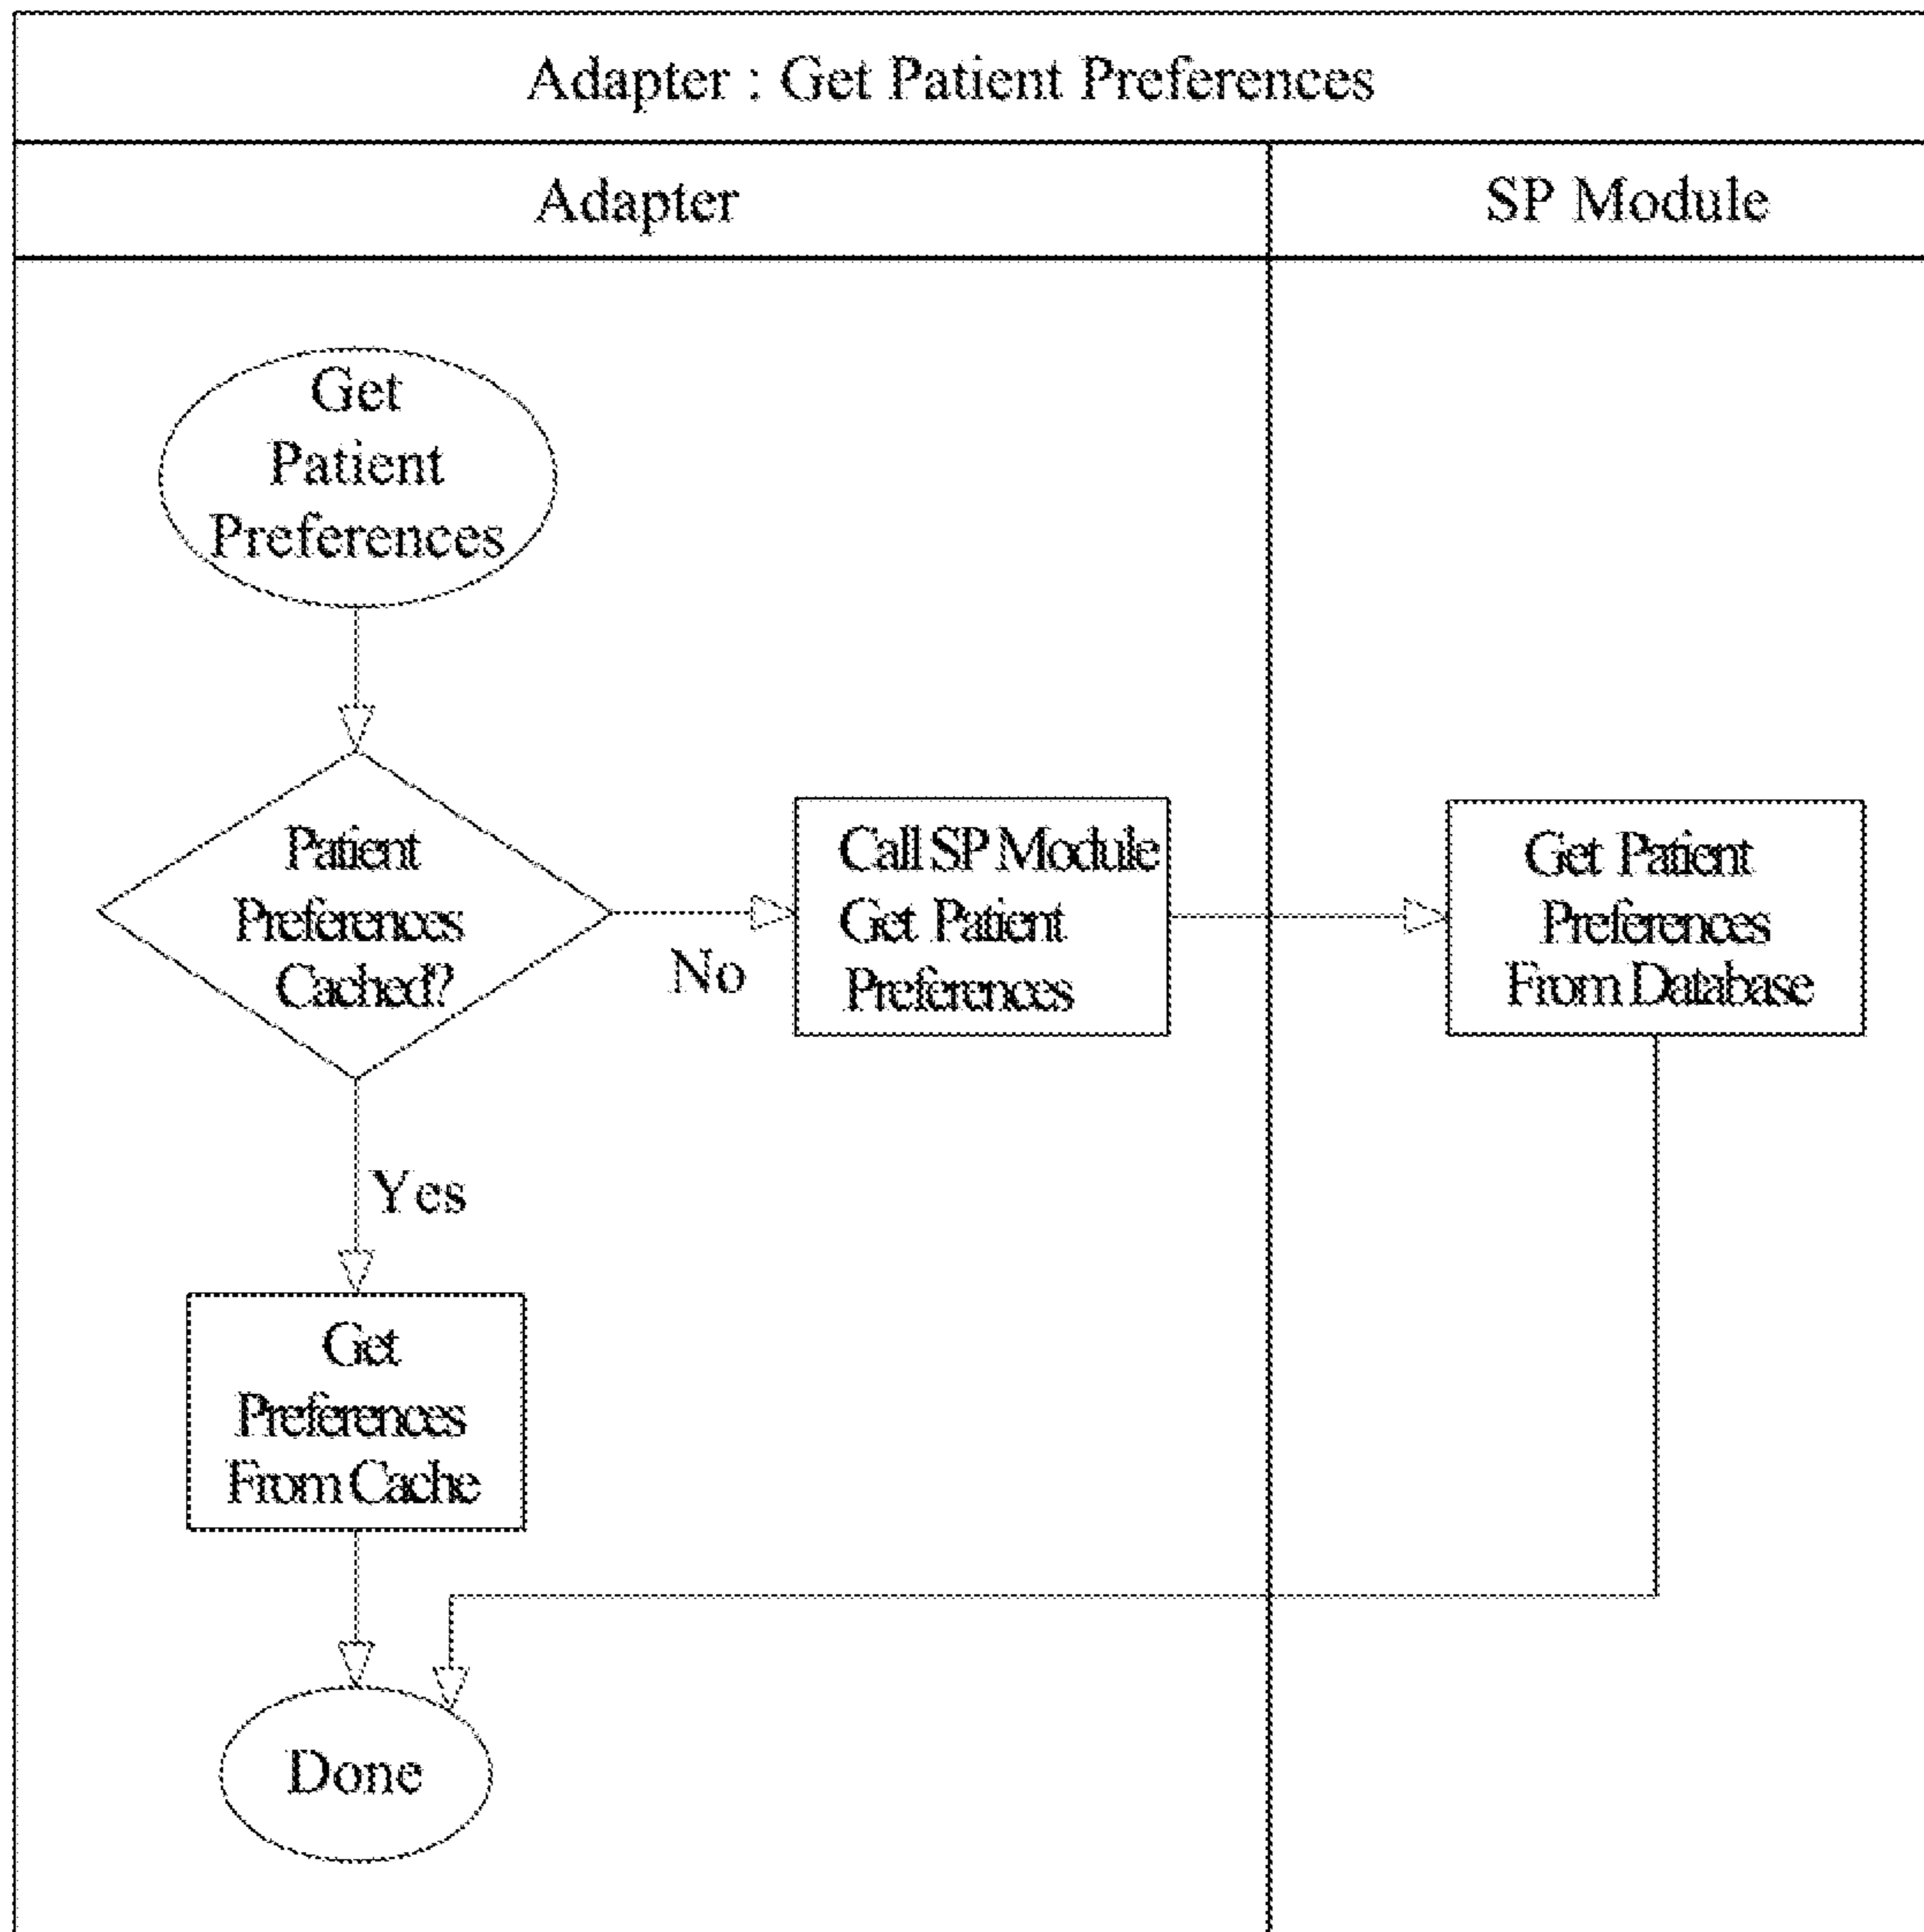 Adapter : Get Patient Preferences
Adapter
SP Module
Get
Patient
Preferences
Patient
Preferences
Cached?
No
Call SP Module
Get Patient
Preferences
Get Patient
Preferences
From Database
Yes
Get
Preferences
From Cache
Done